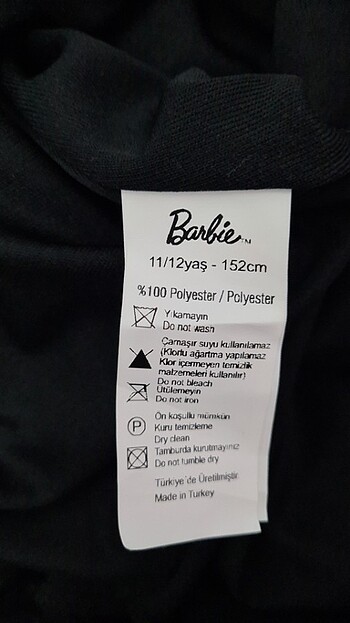 Barbie TM
11/12yaş - 152cm
%100 Polyester / Polyester
Yıkamayın
Do not wash
Çamaşır suyu kullanılamaz
(Klorlu ağartma yapılamaz
Klor içermeyen temizlik
malzemeleri kullanılır)
Do not bleach
Ütülemeyin
Do not iron
Ön koşullu mümkün
P Kuru temizleme
Dry clean
Tamburda kurutmayınız
Do not tumble dry
Türkiye'de Üretilmiştir.
Made in Turkey